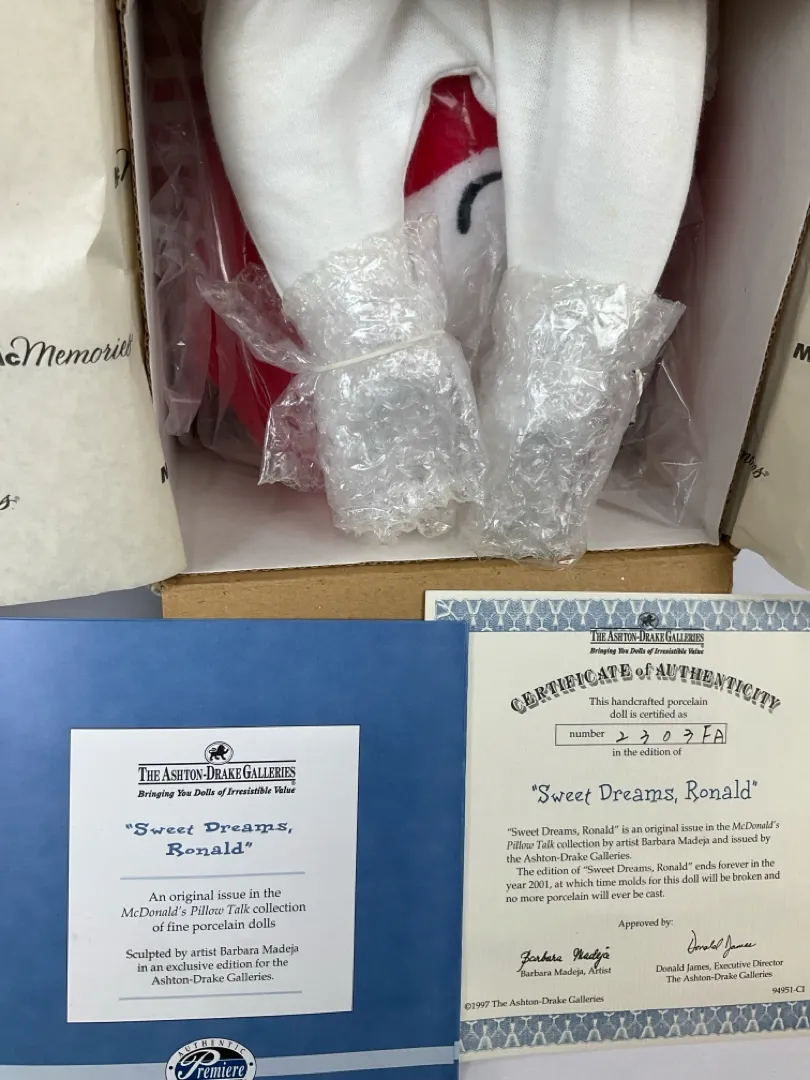 McMemories
THE ASHTON-DRAKE GALLERIES
Bringing You Dolls of Irresistible Value
"Sweet Dreams,
Ronald"
An original issue in the
McDonald's Pillow Talk collection
of fine porcelain dolls
Sculpted by artist Barbara Madeja
in an exclusive edition for the
Ashton-Drake Galleries.
AUTHENTIC
Premiere
THE ASHTON-DRAKE GALLERIES
Bringing You Dolls of Irresistible Value
CERTIFICATE of AUTHENTICITY
This handcrafted porcelain
doll is certified as
number 2303FA
in the edition of
"Sweet Dreams, Ronald"
"Sweet Dreams, Ronald" is an original issue in the McDonald's
Pillow Talk collection by artist Barbara Madeja and issued by
the Ashton-Drake Galleries.
The edition of "Sweet Dreams, Ronald" ends forever in the
year 2001, at which time molds for this doll will be broken and
no more porcelain will ever be cast.
Approved by:
Barbara Madeja
Barbara Madeja, Artist
Donald James
Donald James, Executive Director
The Ashton-Drake Galleries
94951-CI
©1997 The Ashton-Drake Galleries